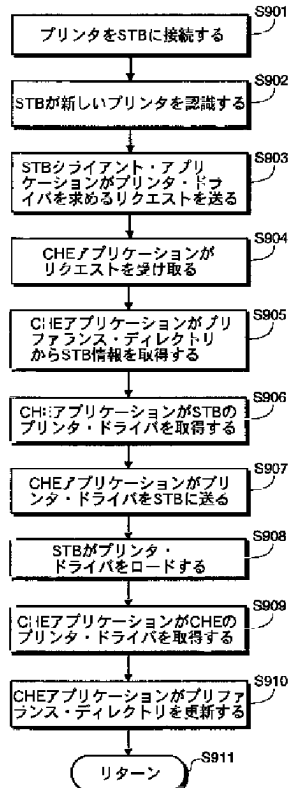 S901
プリンタをSTBに接続する
S902
STBが新しいプリンタを認識する
S903
STBクライアント・アプリ
ケーションがプリンタ・ドラ
イバを求めるリクエストを送る
S904
CHEアプリケーションが
リクエストを受け取る
S905
CHEアプリケーションがプリ
ファランス・ディレクトリ
からSTB情報を取得する
S906
CHEアプリケーションがSTBの
プリンタ・ドライバを取得する
S907
CHEアプリケーションがプリ
ンタ・ドライバをSTBに送る
S908
STBがプリンタ・
ドライバをロードする
S909
CHEアプリケーションがCHEの
プリンタ・ドライバを取得する
S910
CHEアプリケーションがプリファ
ランス・ディレクトリを更新する
S911
リターン